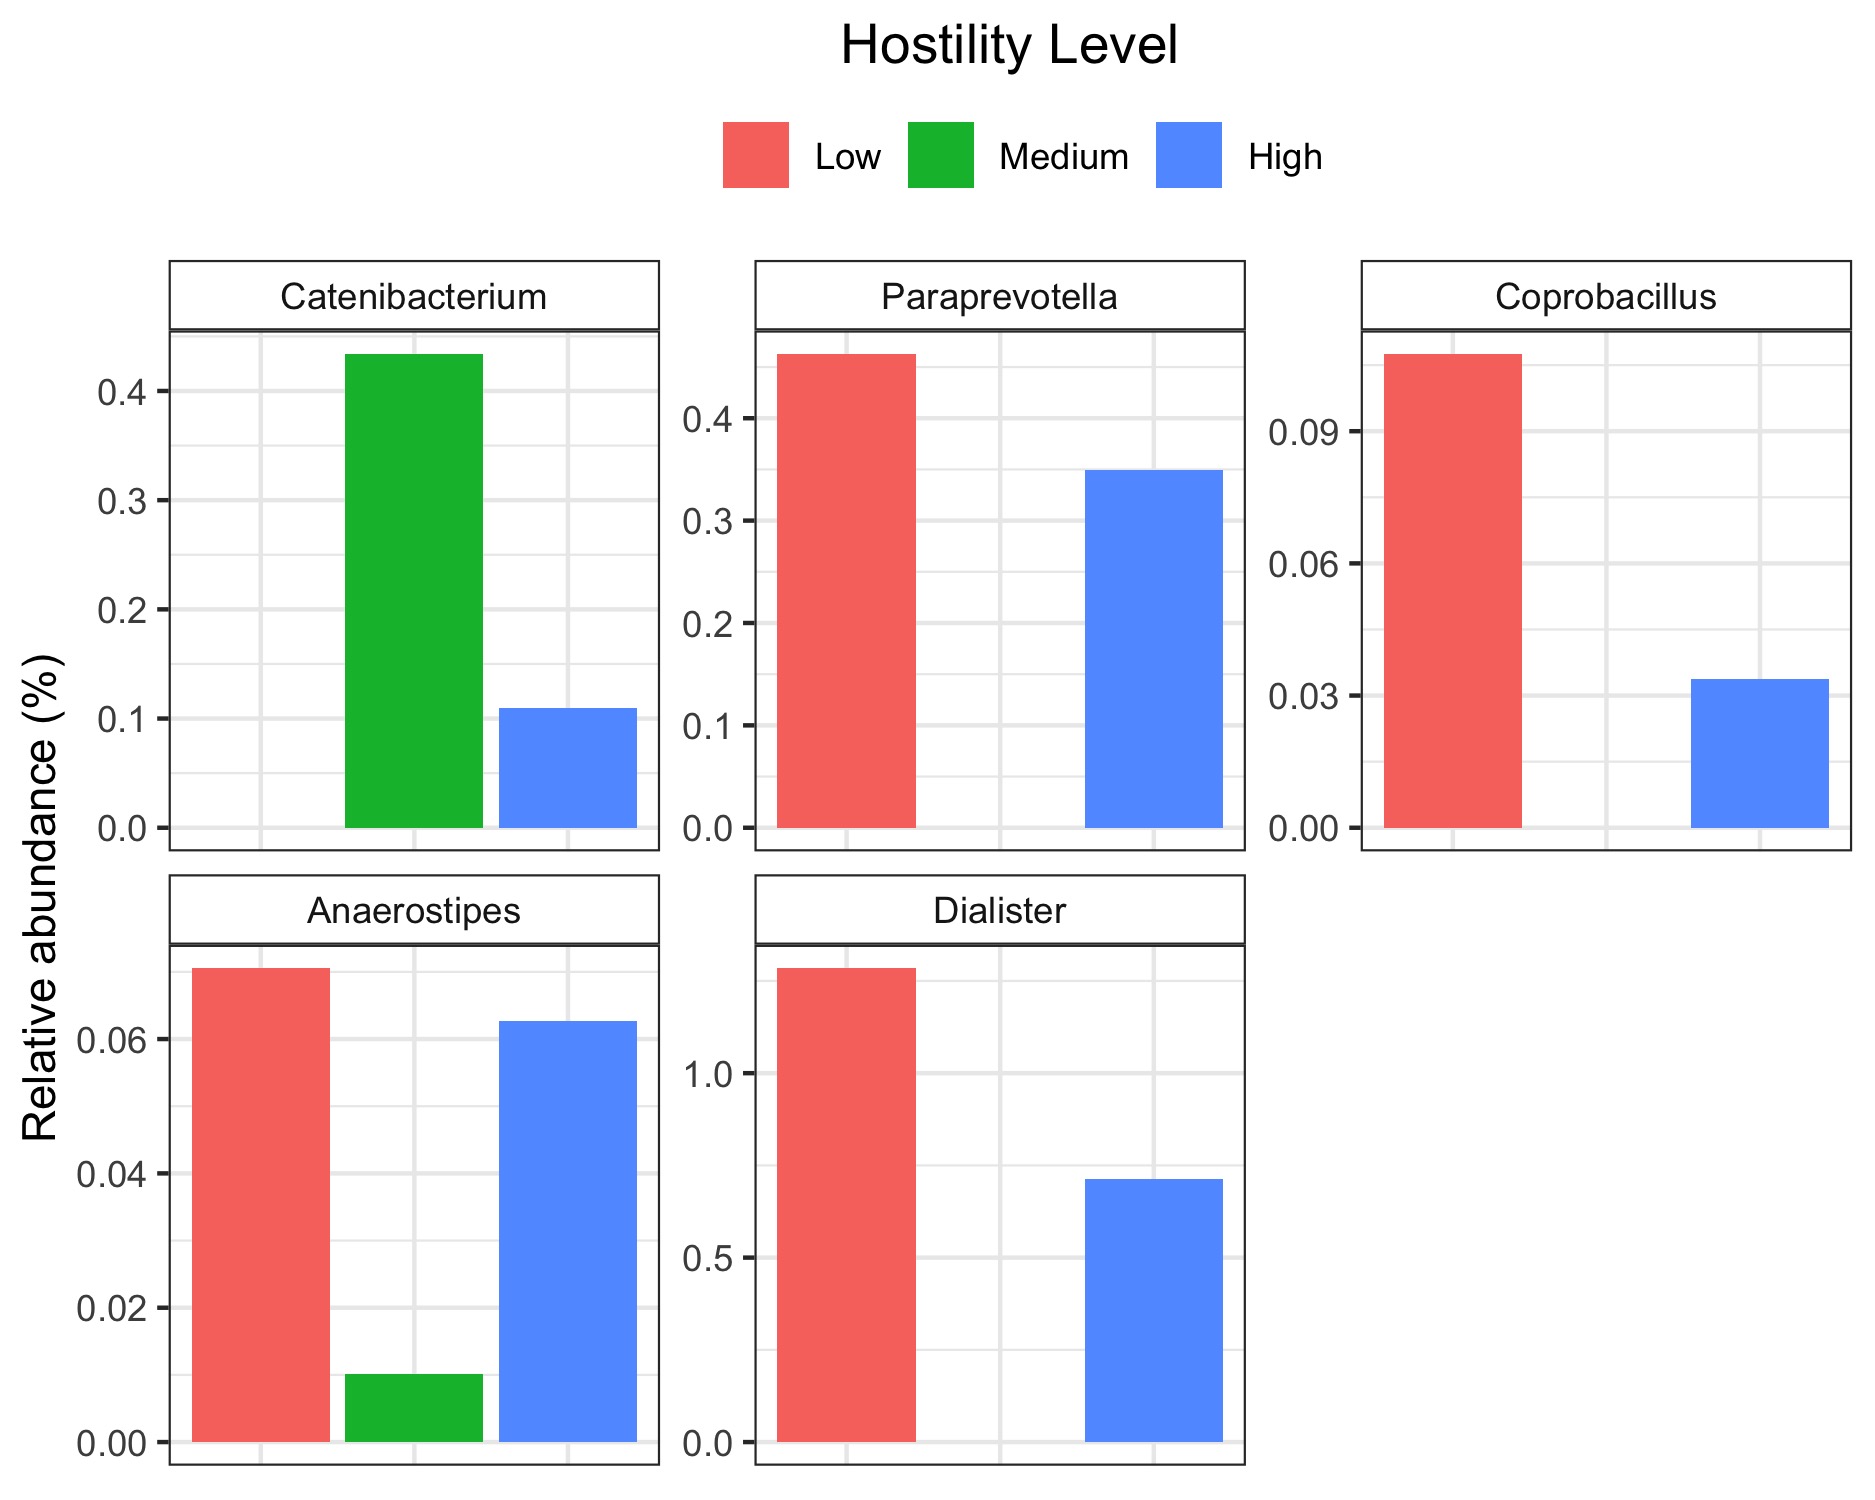 Hostility Level
Low Medium High
Relative abundance (%)
Catenibacterium
0.4
0.3
0.2
0.1
0.0
Paraprevotella
0.4
0.3
0.2
0.1
0.0
Coprobacillus
0.09
0.06
0.03
0.00
Anaerostipes
0.06
0.04
0.02
0.00
Dialister
1.0
0.5
0.0